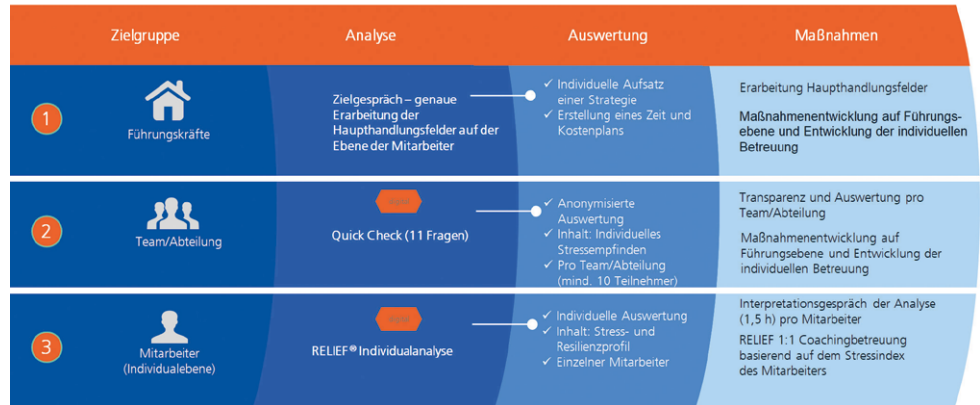 Zielgruppe
Analyse
Auswertung
Maßnahmen
1
Führungskräfte
Zielgespräch – genaue
Erarbeitung der
Haupthandlungsfelder auf der
Ebene der Mitarbeiter
✓ Individuelle Aufsatz
einer Strategie
✓ Erstellung eines Zeit und
Kostenplans
Erarbeitung Haupthandlungsfelder
Maßnahmenentwicklung auf Führungs-
ebene und Entwicklung der individuellen
Betreuung
2
Team/Abteilung
Quick Check (11 Fragen)
✓ Anonymisierte
Auswertung
✓ Inhalt: Individuelles
Stressempfinden
✓ Pro Team/Abteilung
(mind. 10 Teilnehmer)
Transparenz und Auswertung pro
Team/Abteilung
Maßnahmenentwicklung auf
Führungsebene und Entwicklung der
individuellen Betreuung
3
Mitarbeiter
(Individualebene)
RELIEF® Individualanalyse
✓ Individuelle Auswertung
✓ Inhalt: Stress- und
Resilienzprofil
✓ Einzelner Mitarbeiter
Interpretationsgespräch der Analyse
(1,5 h) pro Mitarbeiter
RELIEF 1:1 Coachingbetreuung
basierend auf dem Stressindex
des Mitarbeiters